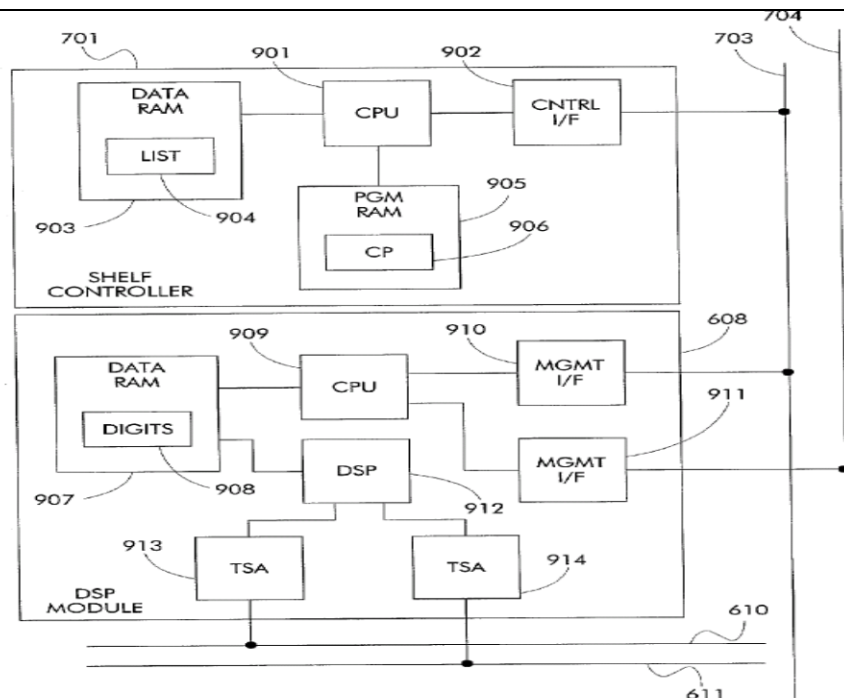 704
701
901
902
703
DATA
RAM
CPU
CNTRL
I/F
LIST
903
904
PGM
RAM
905
906
CP
SHELF
CONTROLLER
909
910
608
DATA
RAM
CPU
MGMT
I/F
911
DIGITS
DSP
MGMT
I/F
907
908
912
913
TSA
TSA
914
DSP
MODULE
610
611